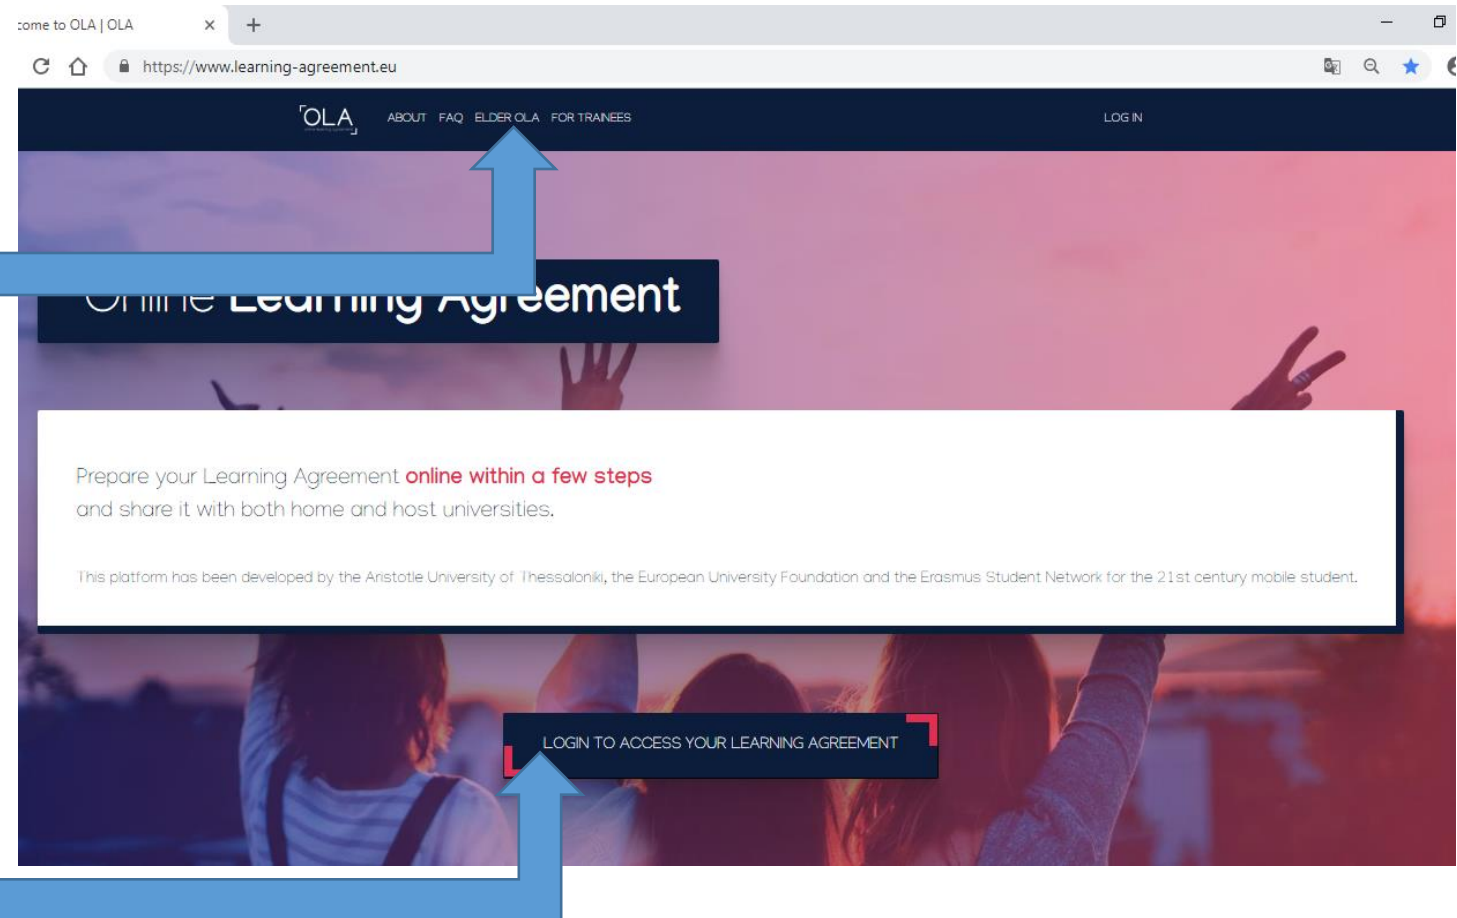 come to OLA | OLA
https://www.learning-agreement.eu
OLA ABOUT FAQ ELDER OLA FOR TRAINEES LOG IN
Online Learning Agreement
Prepare your Learning Agreement online within a few steps
and share it with both home and host universities.
This platform has been developed by the Aristotle University of Thessaloniki, the European University Foundation and the Erasmus Student Network for the 21st century mobile student.
LOGIN TO ACCESS YOUR LEARNING AGREEMENT